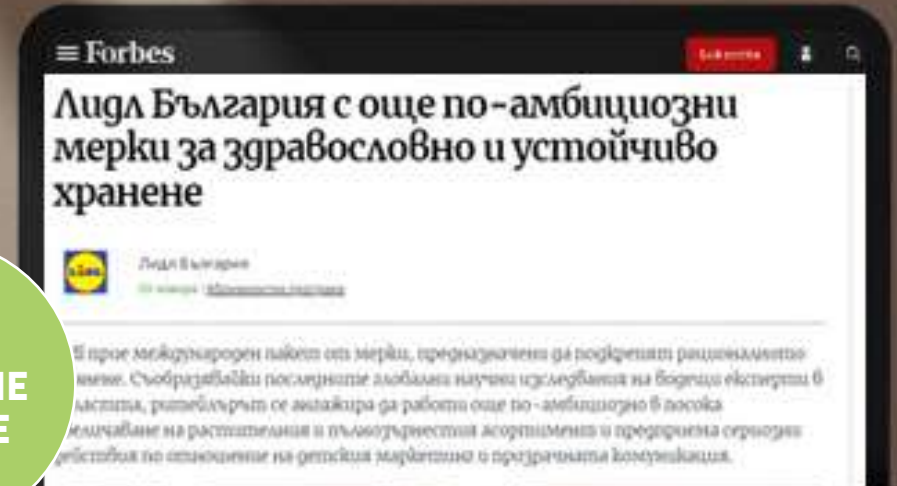 Forbes
Subscribe
Лидл България с още по-амбициозни
мерки за здравословно и устойчиво
хранене
Лидл България
прие международен пакет от мерки, предназначени да подкрепят рационалното
Съобразявайки последните глобални научни изследвания на водещи експерти в
ритейлърът се ангажира да работи още по-амбициозно в посока
на растителния и пълнозърнестия асортимент и предприема сериозни
действия по отношение на детския маркетинг и прозрачната комуникация.